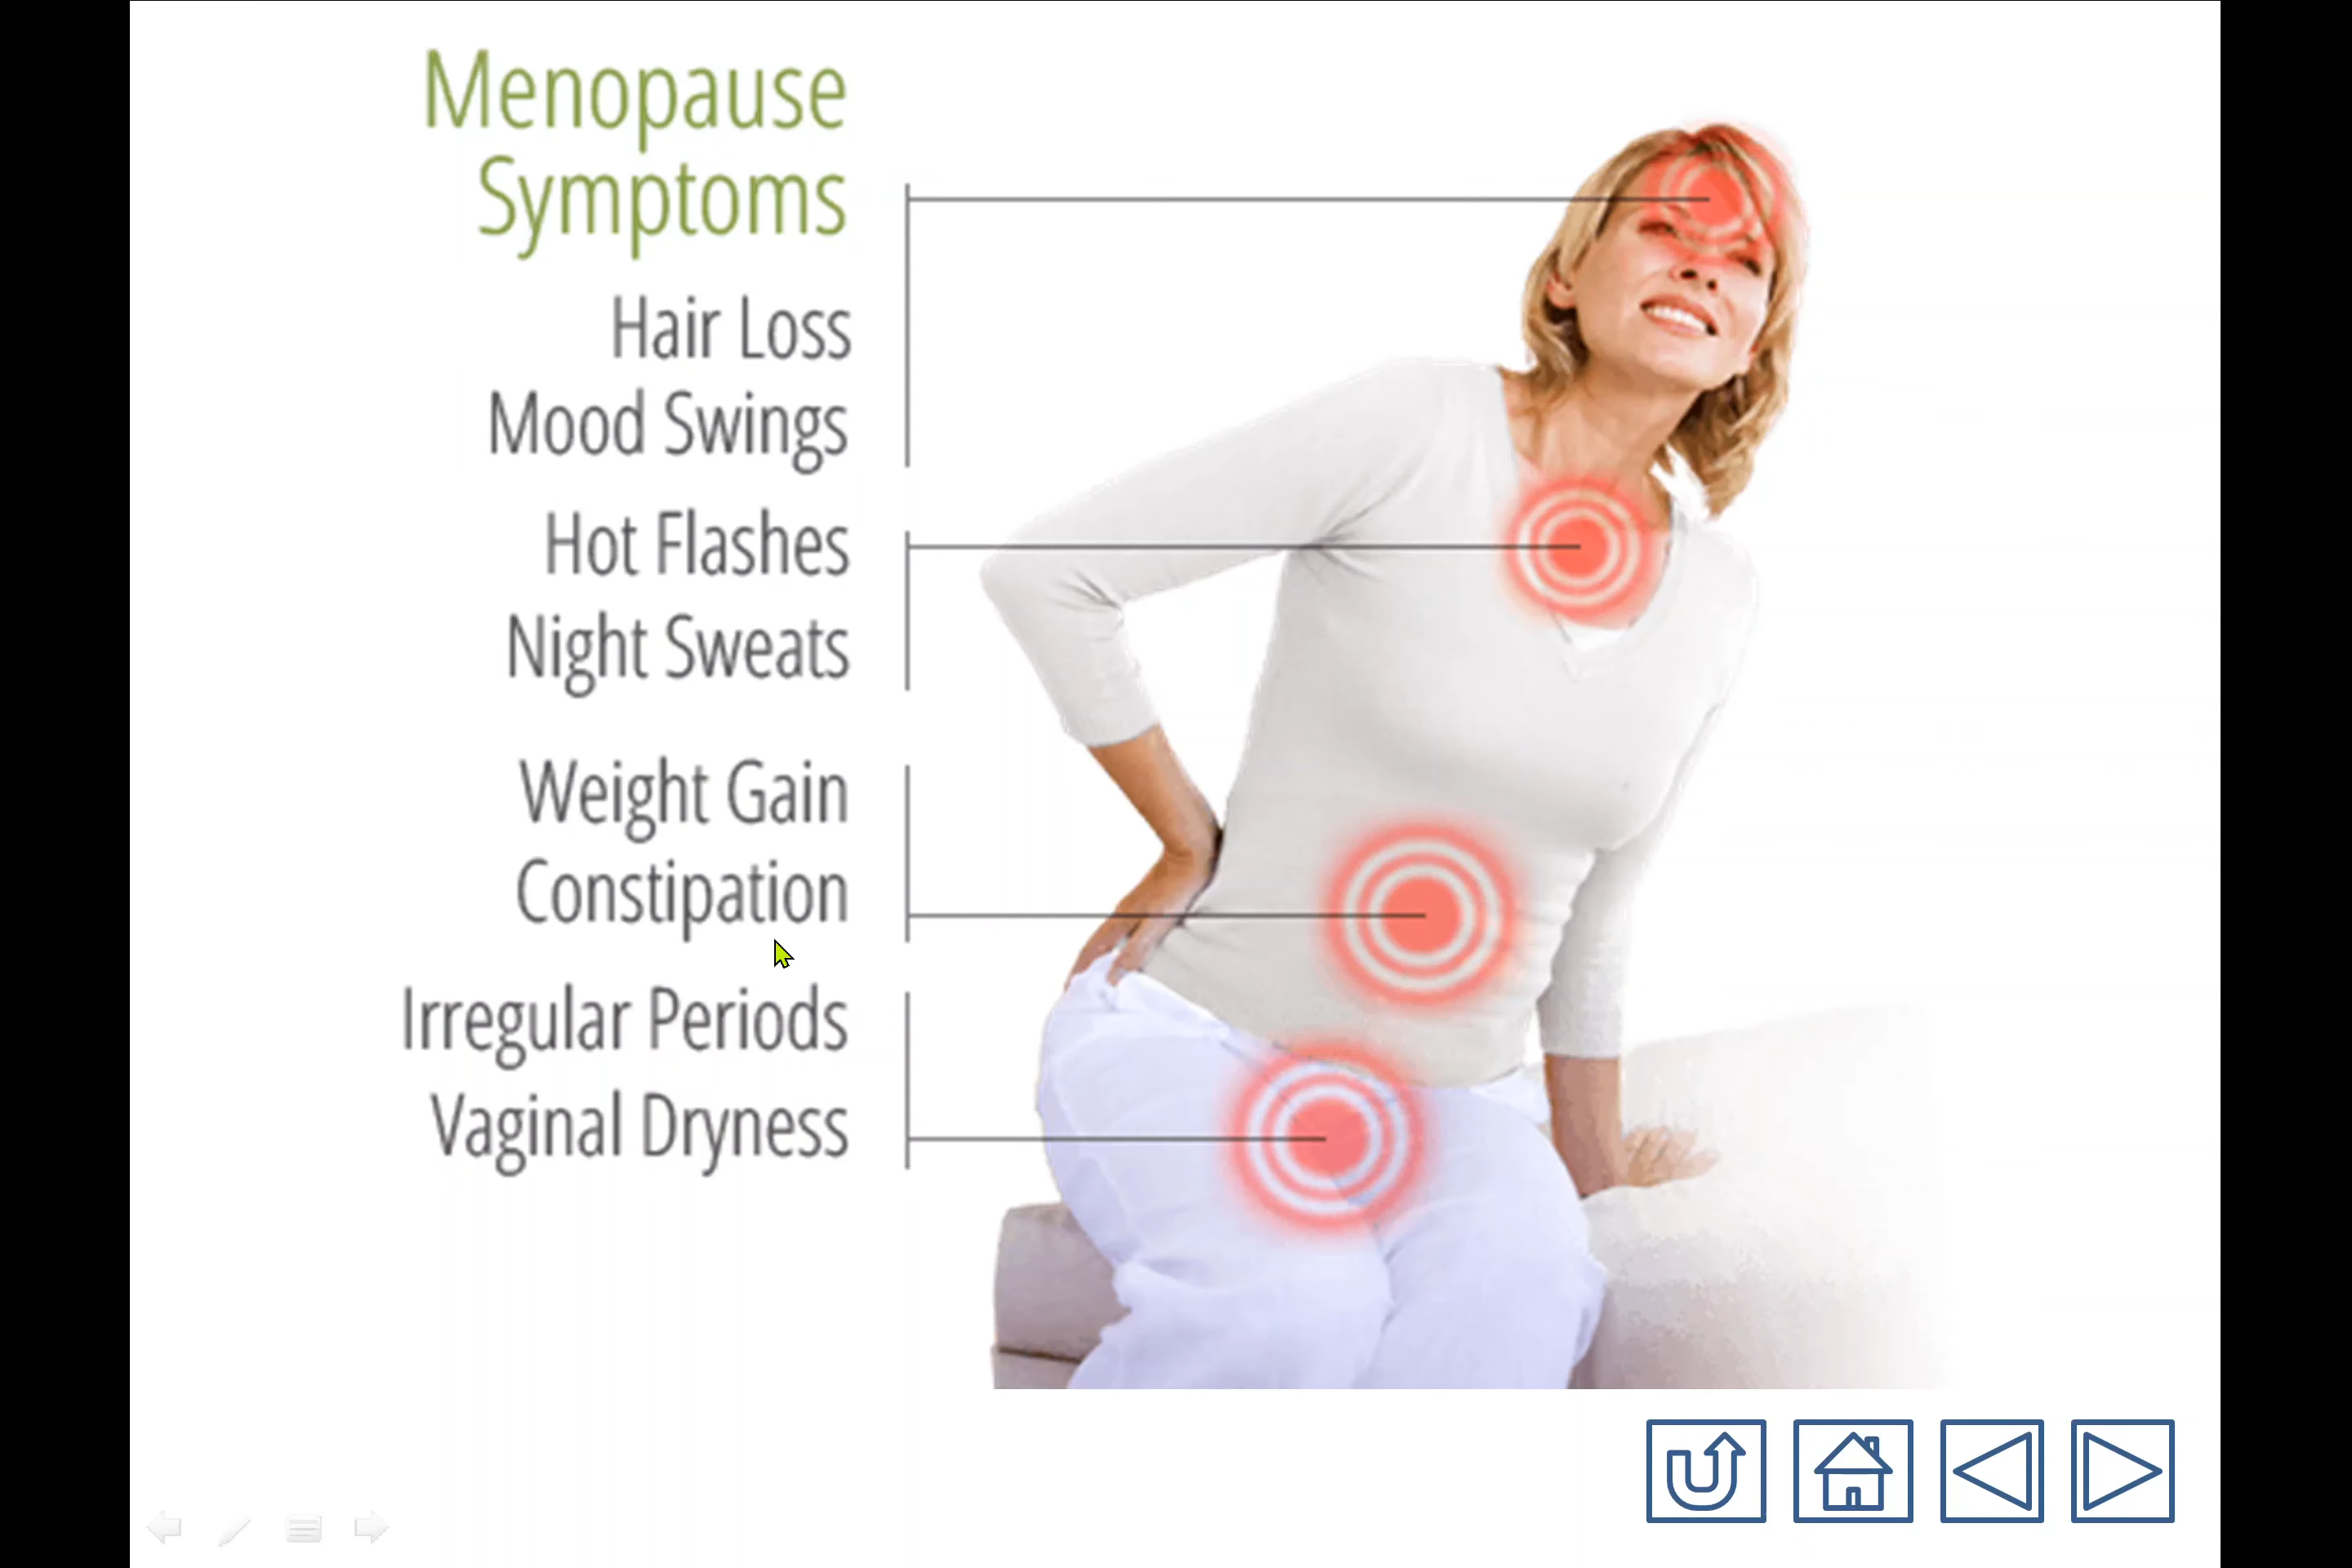 Menopause
Symptoms
Hair Loss
Mood Swings
Hot Flashes
Night Sweats
Weight Gain
Constipation
Irregular Periods
Vaginal Dryness